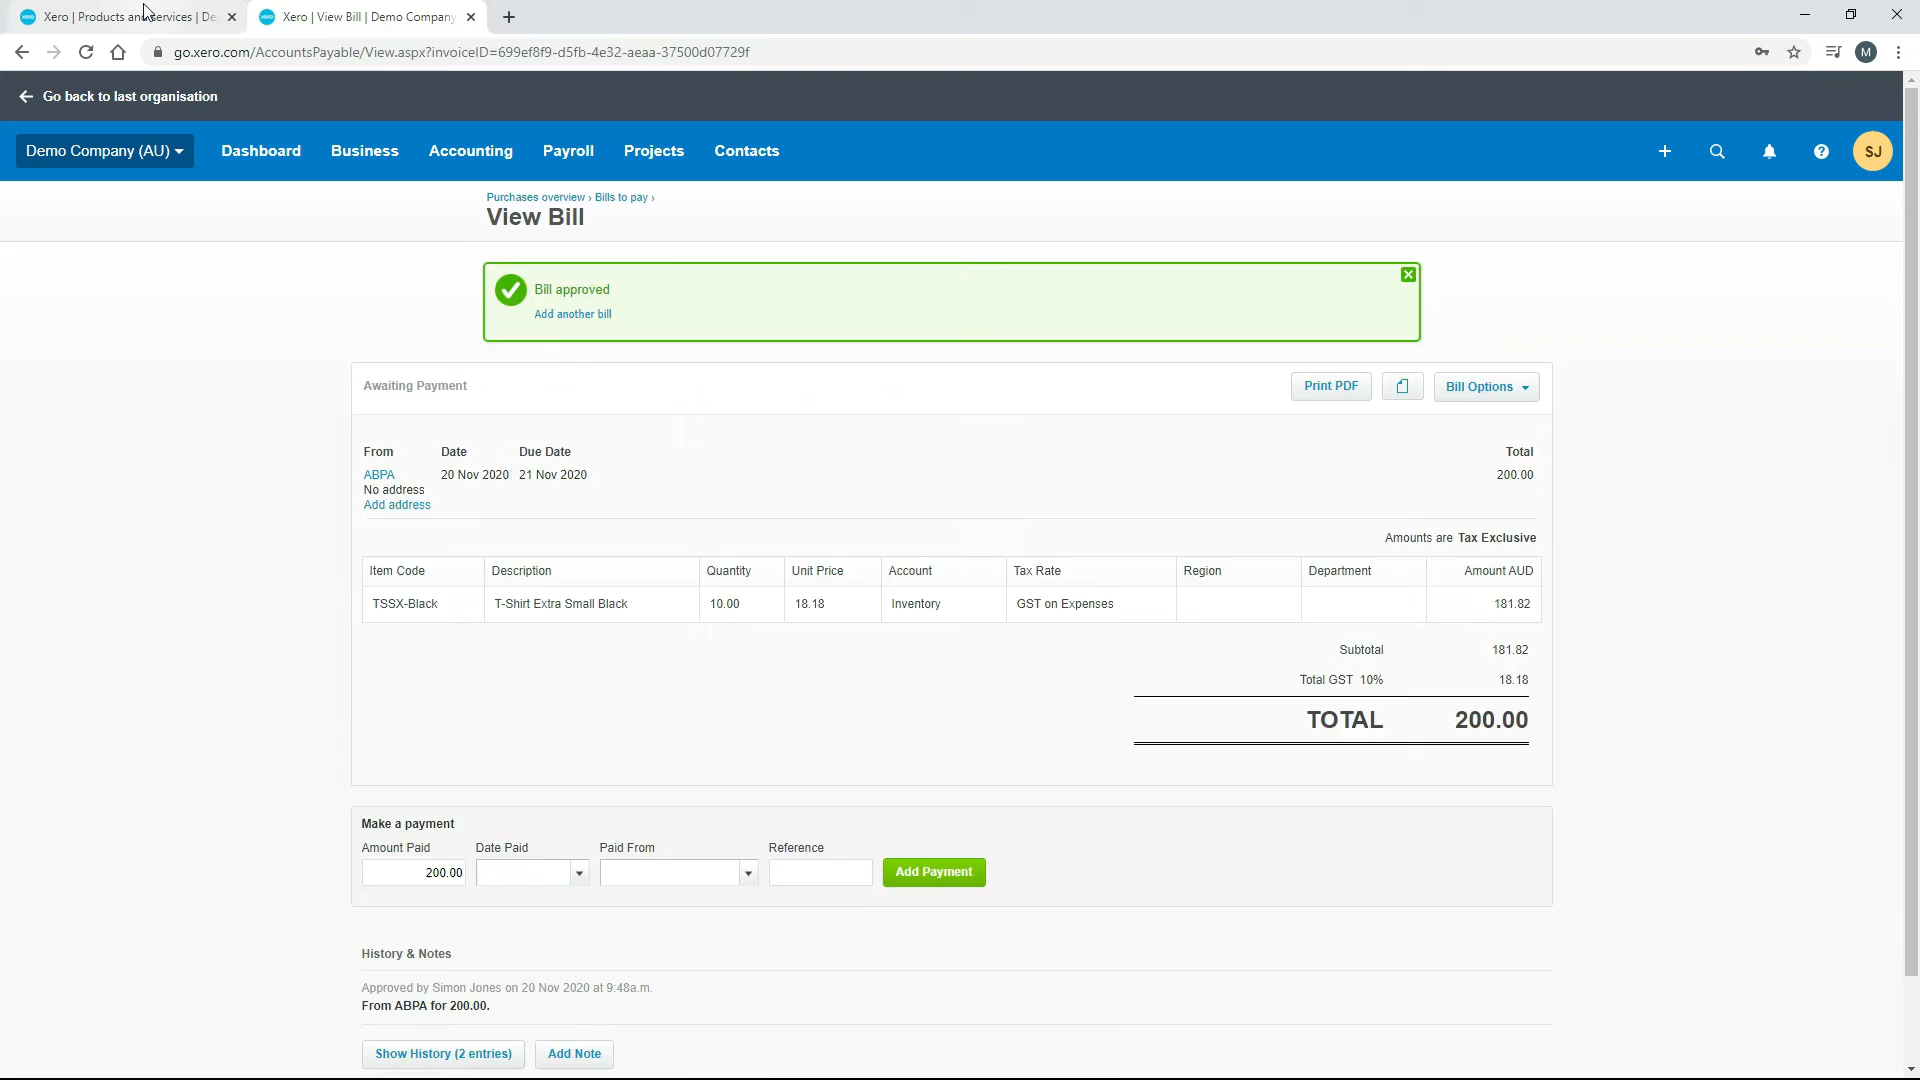 Xero | Products and Services | De
Xero | View Bill | Demo Company
go.xero.com/AccountsPayable/View.aspx?invoiceID=699ef8f9-d5fb-4e32-aeaa-37500d07729f
M
Go back to last organisation
Demo Company (AU)
Dashboard
Business
Accounting
Payroll
Projects
Contacts
SJ
Purchases overview › Bills to pay ›
View Bill
Bill approved
Add another bill
Awaiting Payment
Print PDF
Bill Options
From Date Due Date Total
ABPA 20 Nov 2020 21 Nov 2020 200.00
No address
Add address
Amounts are Tax Exclusive
Item Code Description Quantity Unit Price Account Tax Rate Region Department Amount AUD
TSSX-Black T-Shirt Extra Small Black 10.00 18.18 Inventory GST on Expenses 181.82
Subtotal 181.82
Total GST 10% 18.18
TOTAL 200.00
Make a payment
Amount Paid Date Paid Paid From Reference
200.00 Add Payment
History & Notes
Approved by Simon Jones on 20 Nov 2020 at 9:48a.m.
From ABPA for 200.00.
Show History (2 entries) Add Note